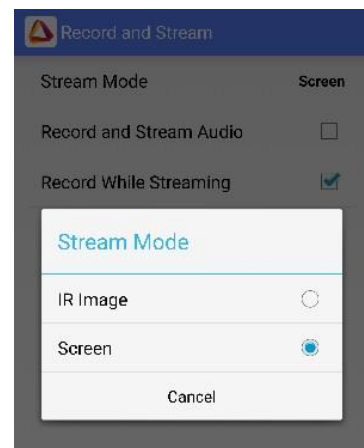 Record and Stream
Stream Mode Screen
Record and Stream Audio
Record While Streaming
Stream Mode
IR Image
Screen
Cancel